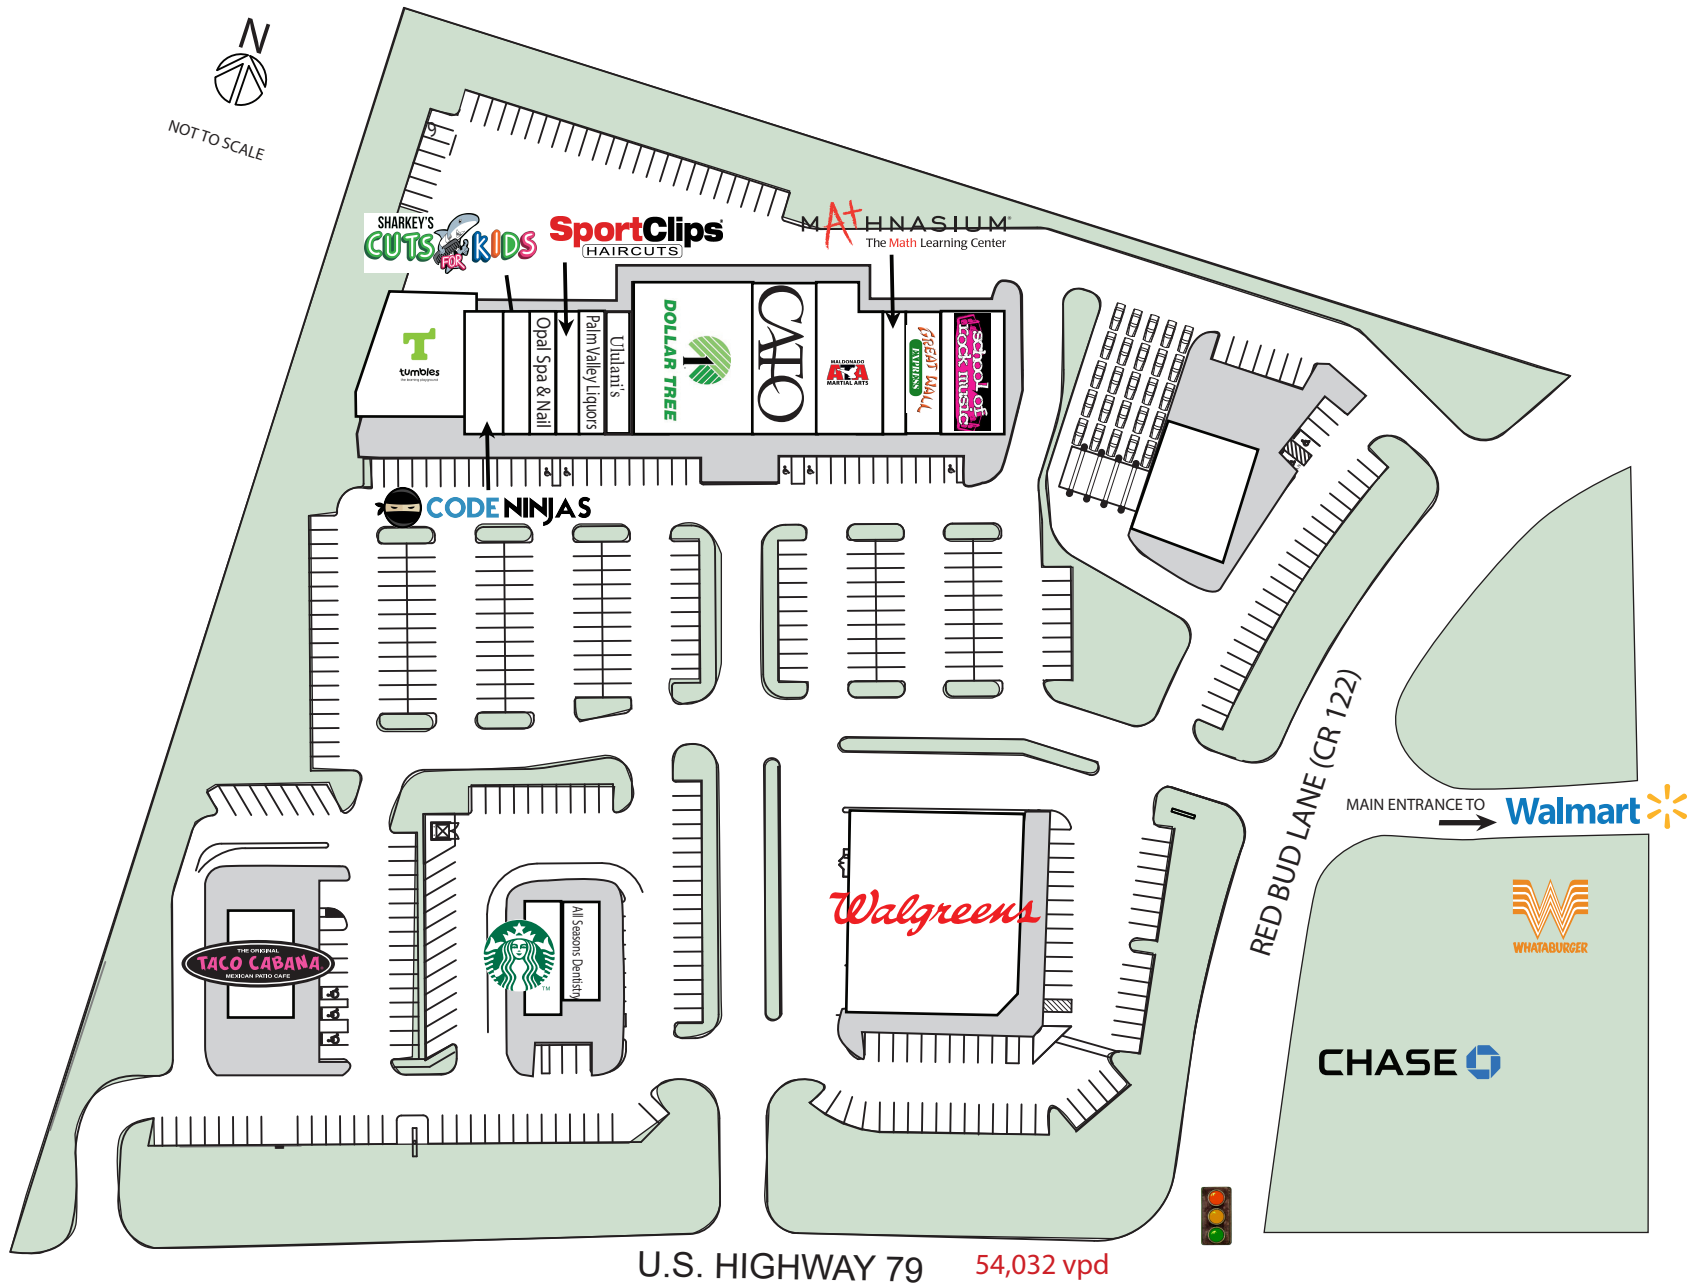 N
NOT TO SCALE
9
SHARKEY'S
CUTS
FOR
KIDS
SportClips
HAIRCUTS
MATHNASIUM
The Math Learning Center
tumbles
Opal Spa & Nail
Palm Valley Liquors
Ululani's
DOLLAR TREE
1
CATO
MALDONADO
ATA
MARTIAL ARTS
GREAT WALL
EXPRESS
school of
rock music
CODE NINJAS
RED BUD LANE (CR 122)
MAIN ENTRANCE TO
Walmart
WHATABURGER
CHASE
Walgreens
THE ORIGINAL
TACO CABANA
MEXICAN PATIO CAFE
TM
All Seasons Dentistry
U.S. HIGHWAY 79
54,032 vpd